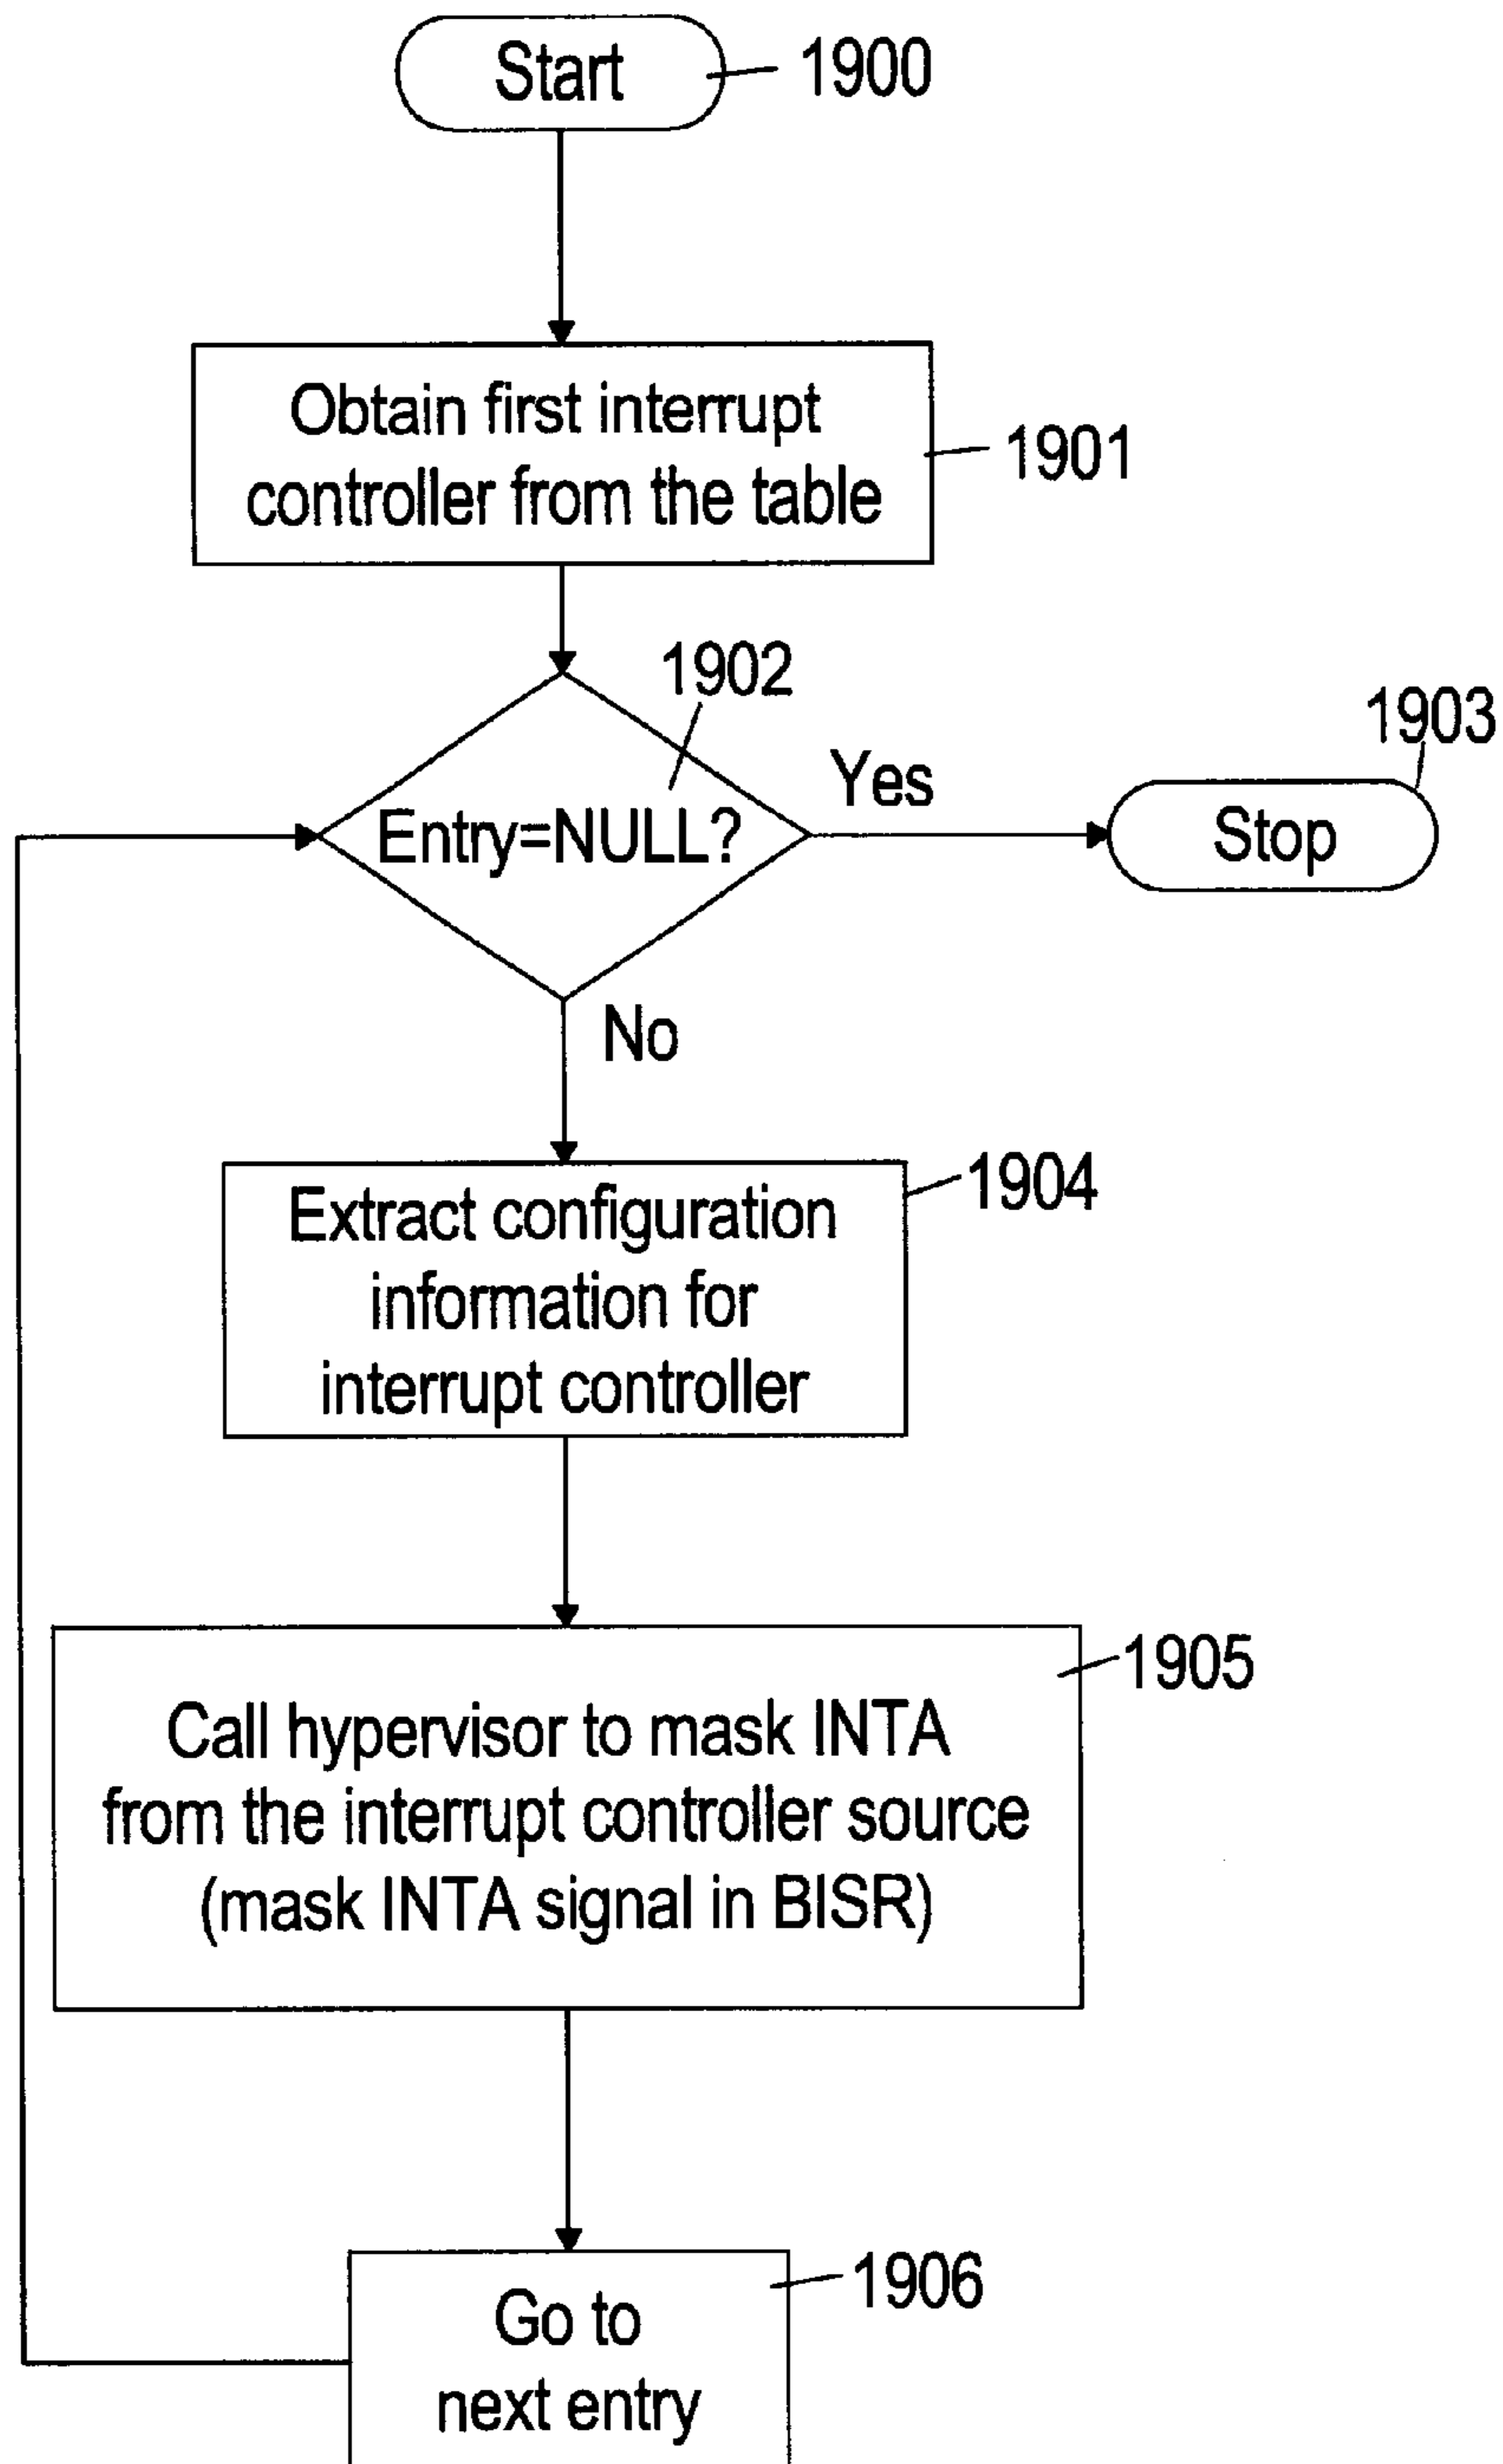 Start
1900
Obtain first interrupt
controller from the table
1901
1902
Entry=NULL?
Yes
1903
Stop
No
Extract configuration
information for
interrupt controller
1904
Call hypervisor to mask INTA
from the interrupt controller source
(mask INTA signal in BISR)
1905
Go to
next entry
1906